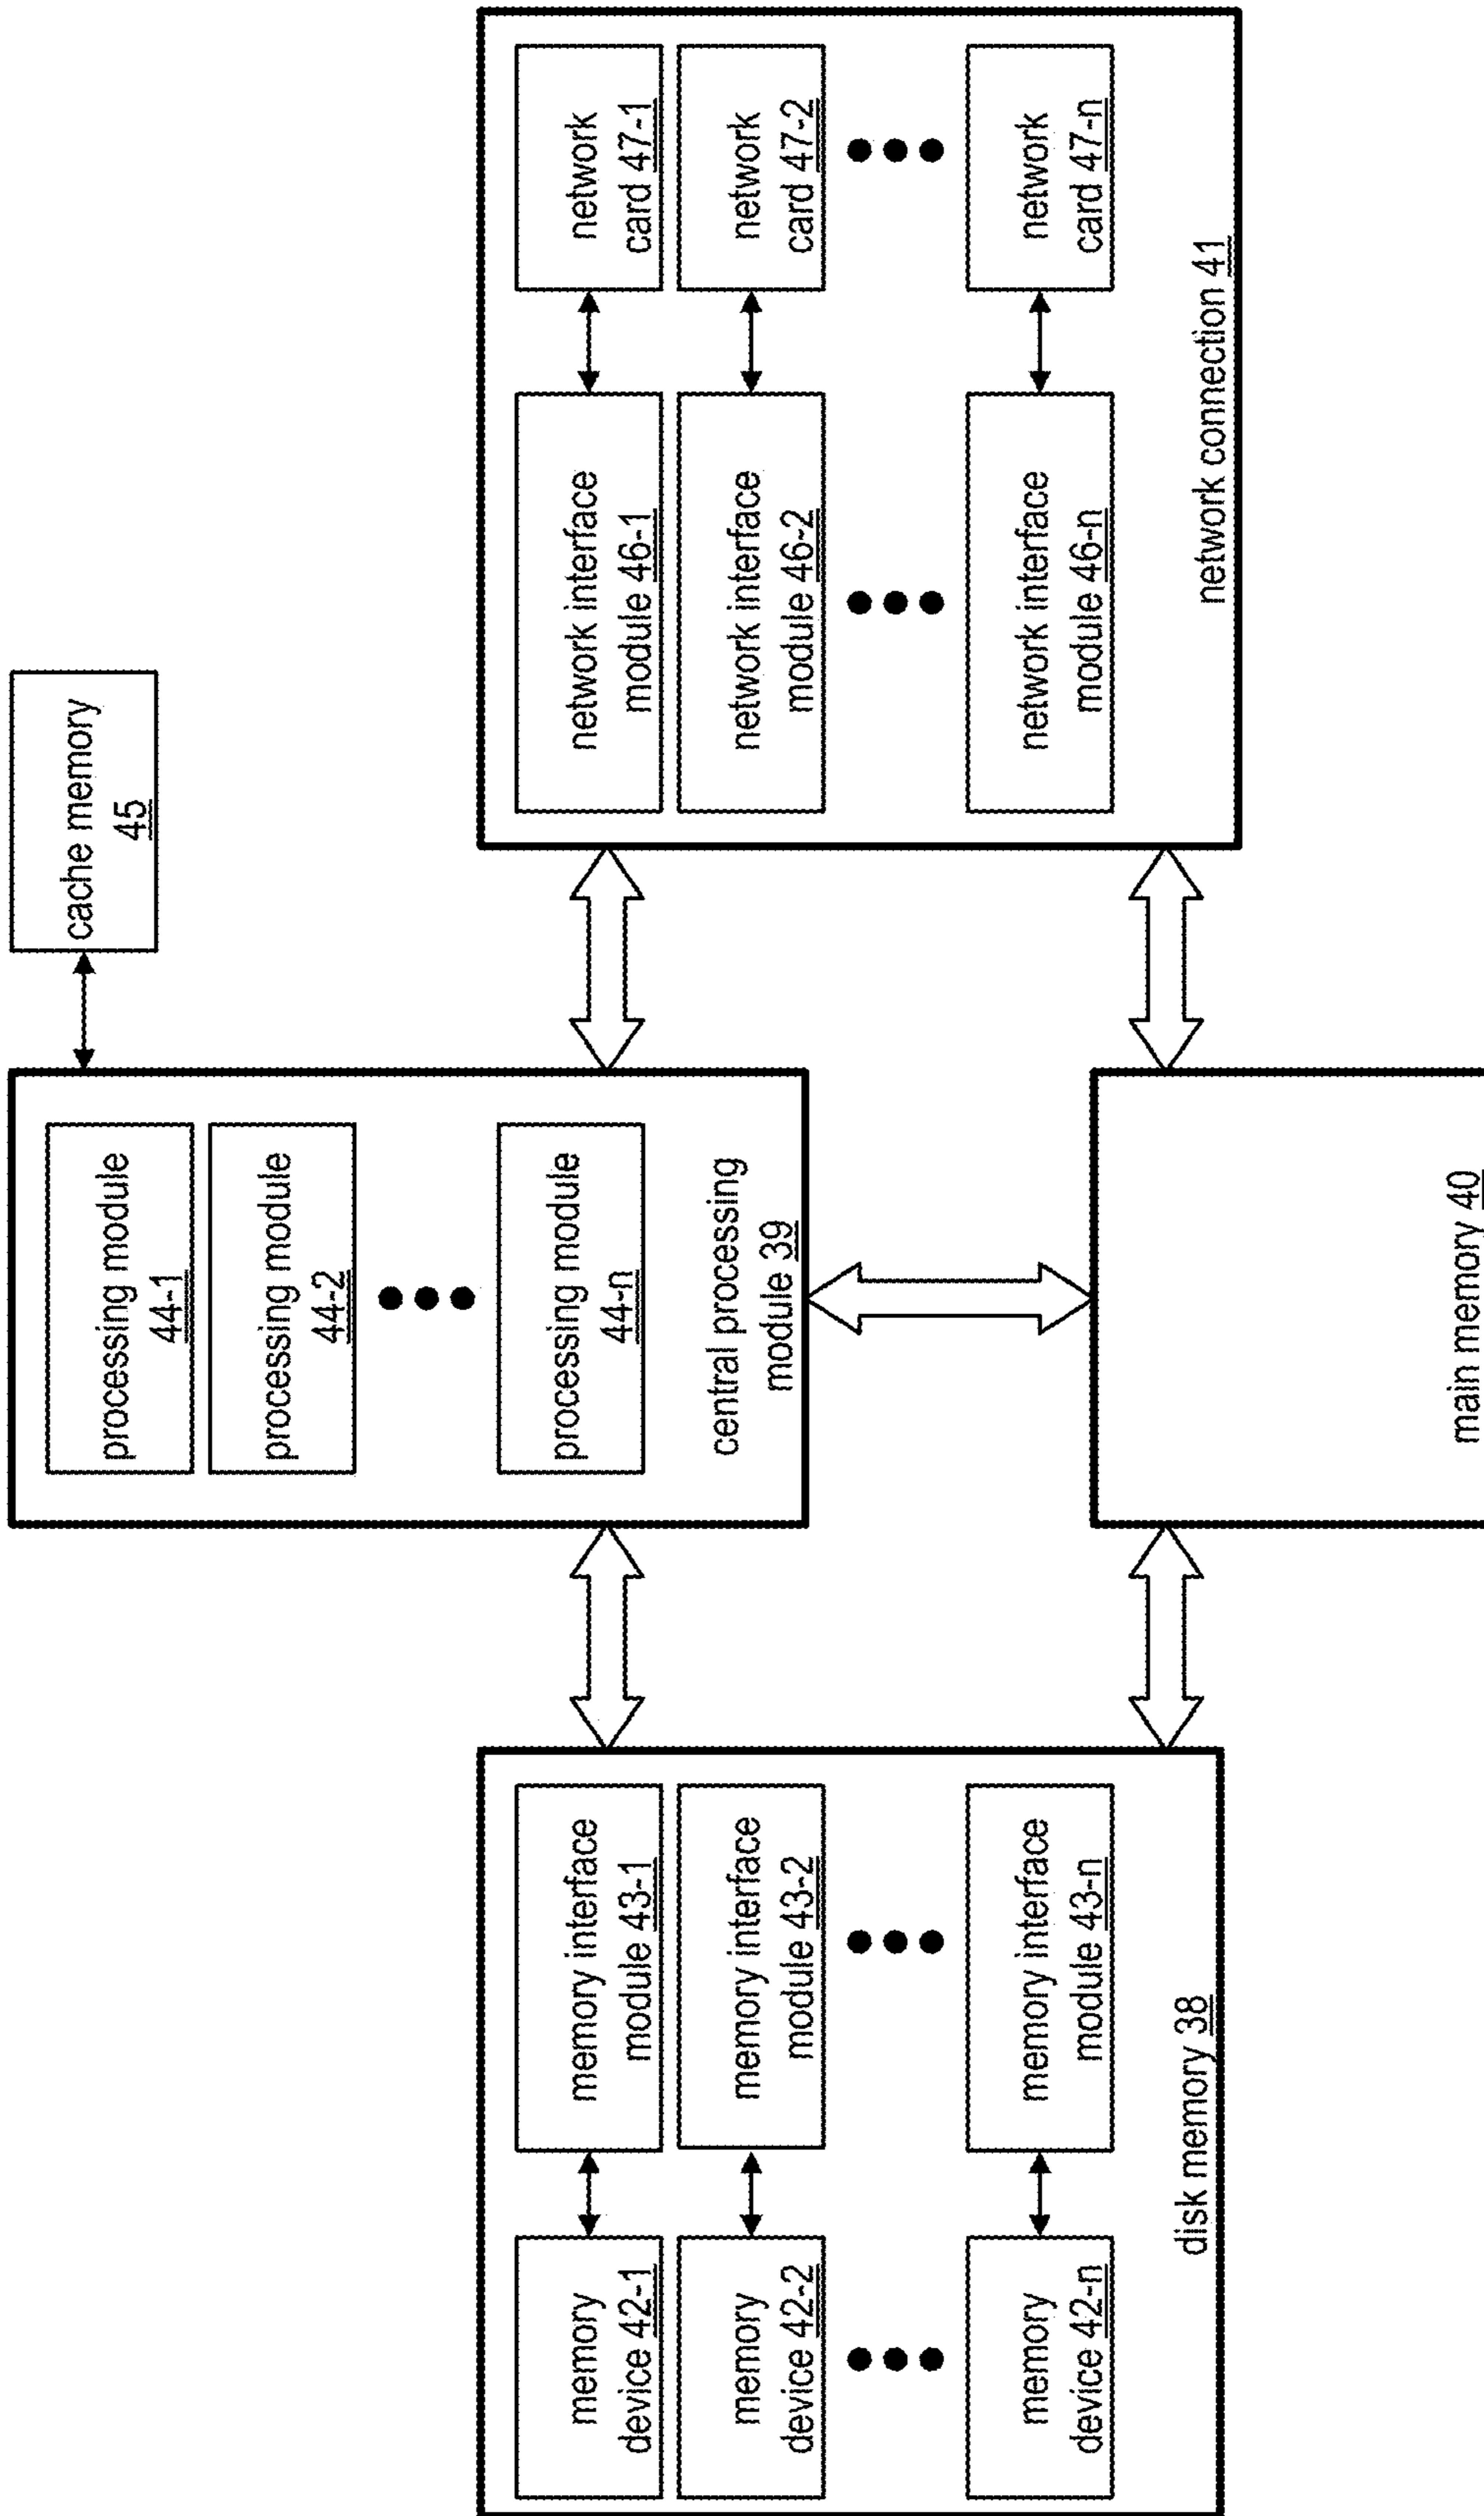 processing module
44-1
processing module
44-2
processing module
44-n
central processing
module 39
cache memory
45
memory
device 42-1
memory interface
module 43-1
memory
device 42-2
memory interface
module 43-2
memory
device 42-n
memory interface
module 43-n
disk memory 38
main memory 40
network interface
module 46-1
network
card 47-1
network interface
module 46-2
network
card 47-2
network interface
module 46-n
network
card 47-n
network connection 41